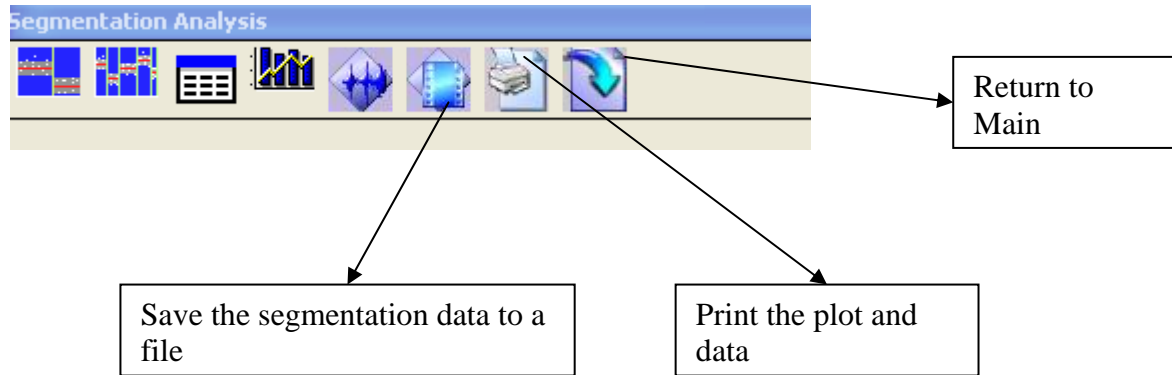 Segmentation Analysis
Return to
Main
Save the segmentation data to a
file
Print the plot and
data